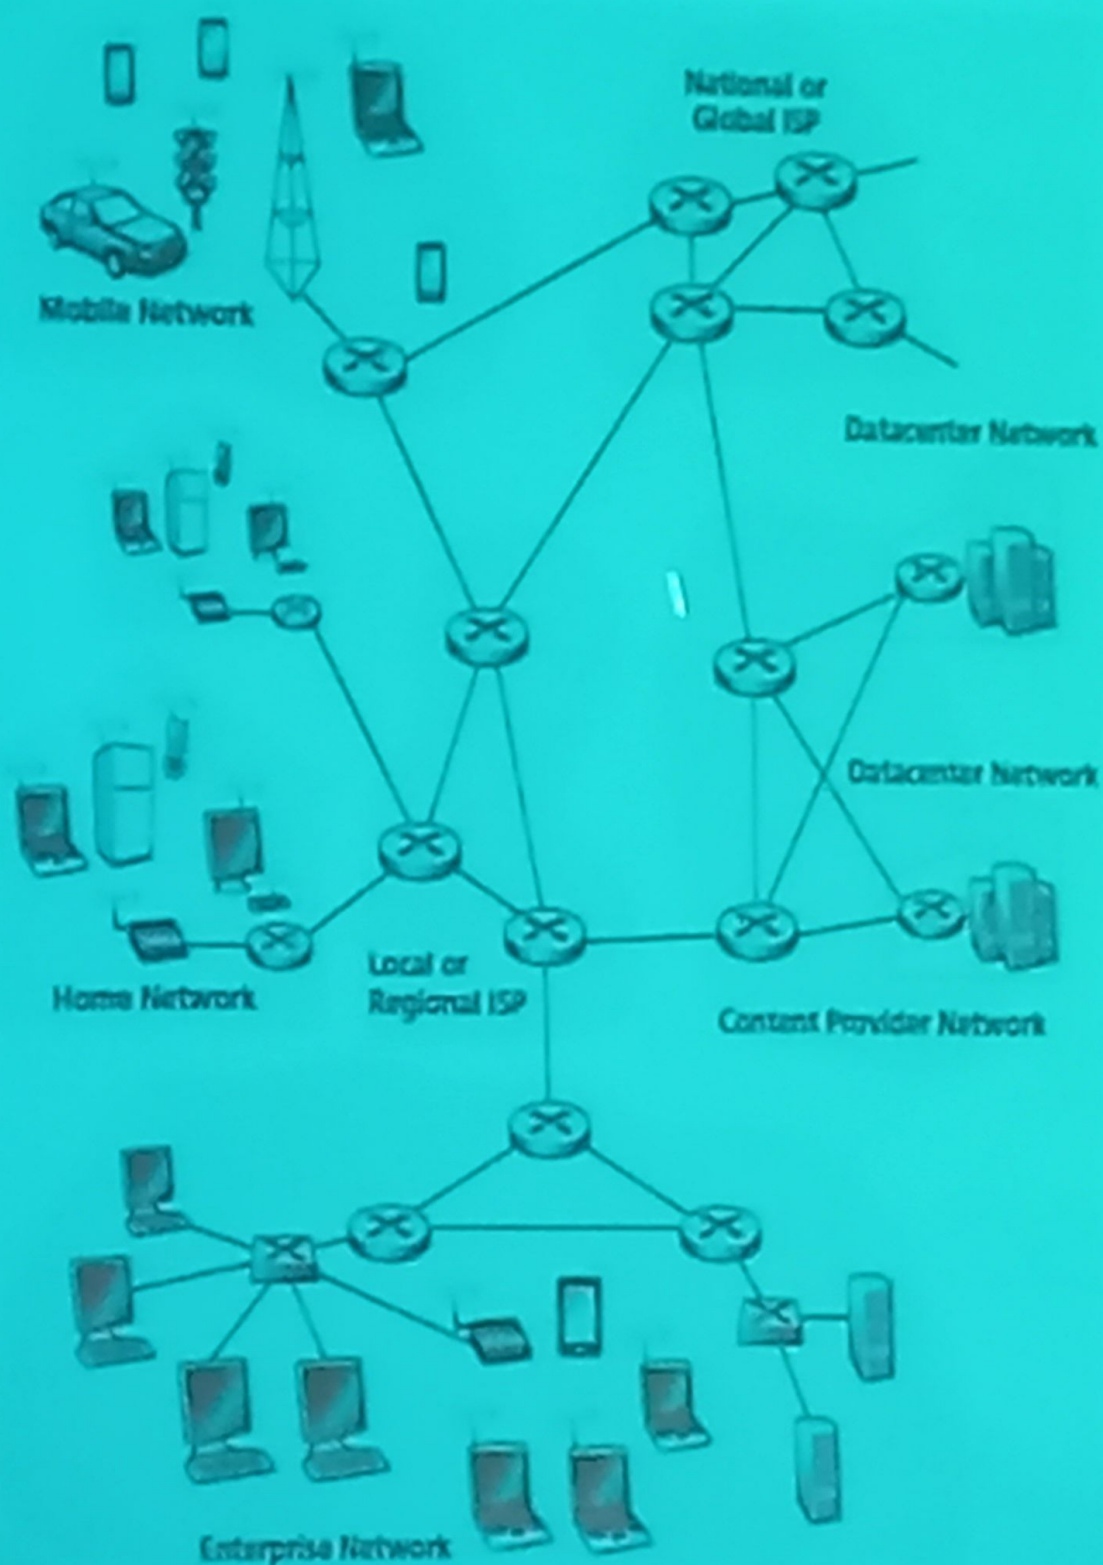 National or
Global ISP
Mobile Network
Datacenter Network
Datacenter Network
Home Network
Local or
Regional ISP
Content Provider Network
Enterprise Network